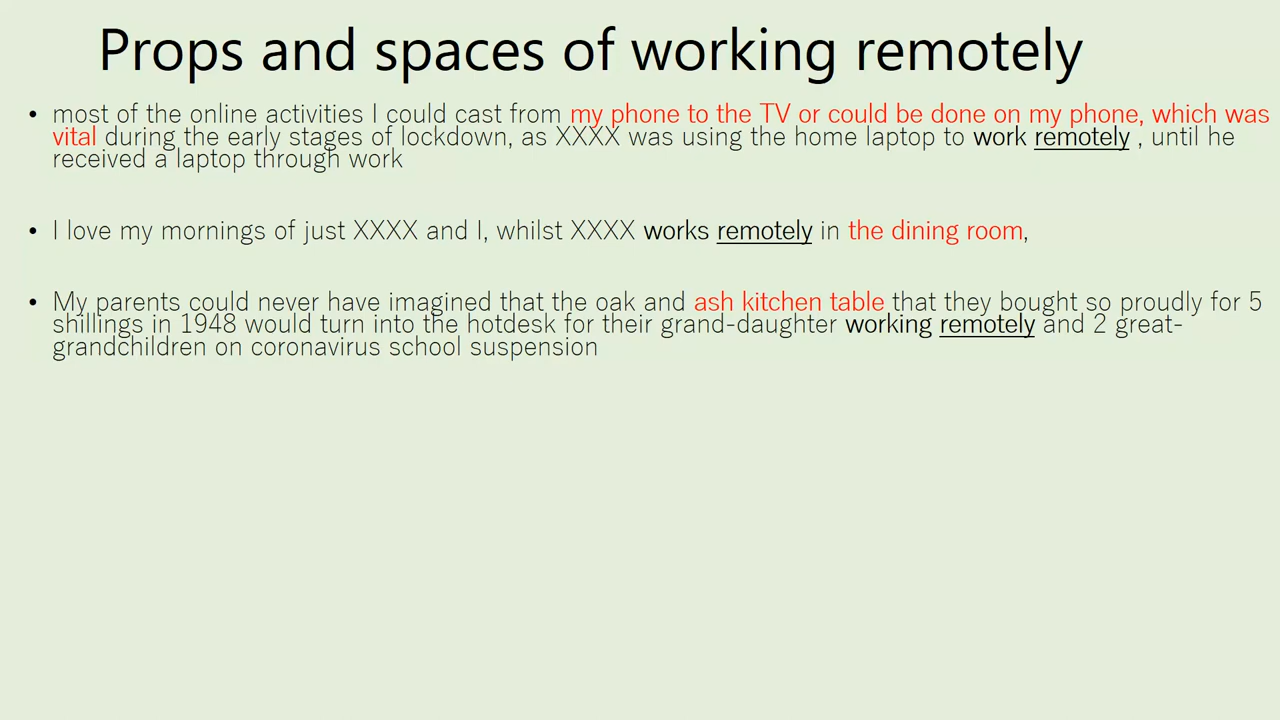 Props and spaces of working remotely
• most of the online activities I could cast from my phone to the TV or could be done on my phone, which was
vital during the early stages of lockdown, as XXXX was using the home laptop to work remotely , until he
received a laptop through work
• I love my mornings of just XXXX and I, whilst XXXX works remotely in the dining room,
• My parents could never have imagined that the oak and ash kitchen table that they bought so proudly for 5
shillings in 1948 would turn into the hotdesk for their grand-daughter working remotely and 2 great-
grandchildren on coronavirus school suspension